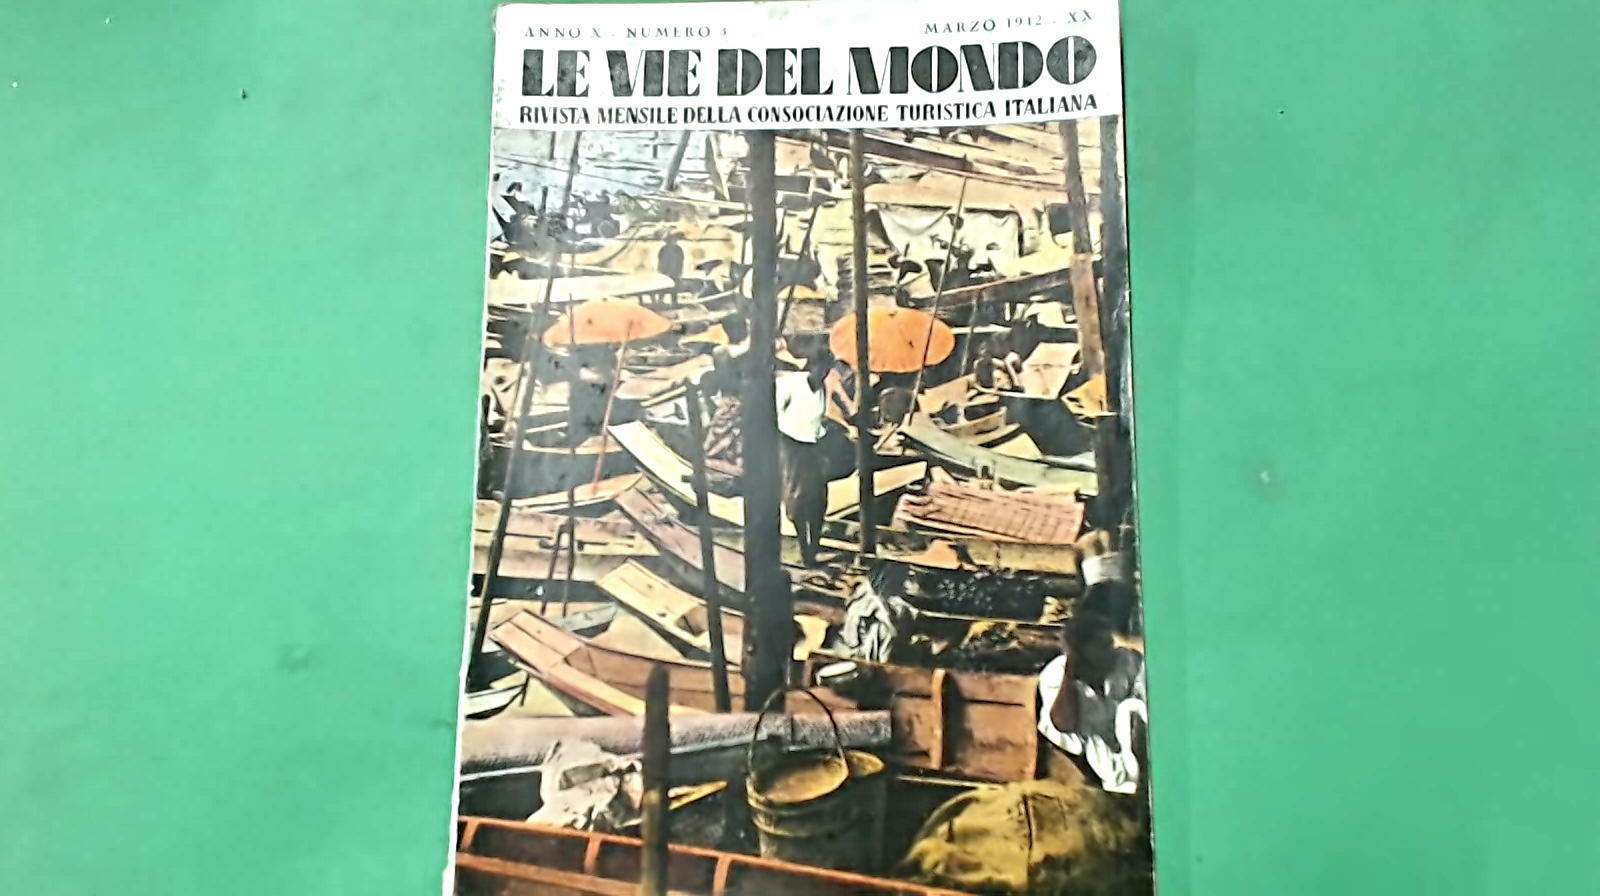 ANNO X - NUMERO 3 MARZO 1942 - XX
LE VIE DEL MONDO
RIVISTA MENSILE DELLA CONSOCIAZIONE TURISTICA ITALIANA